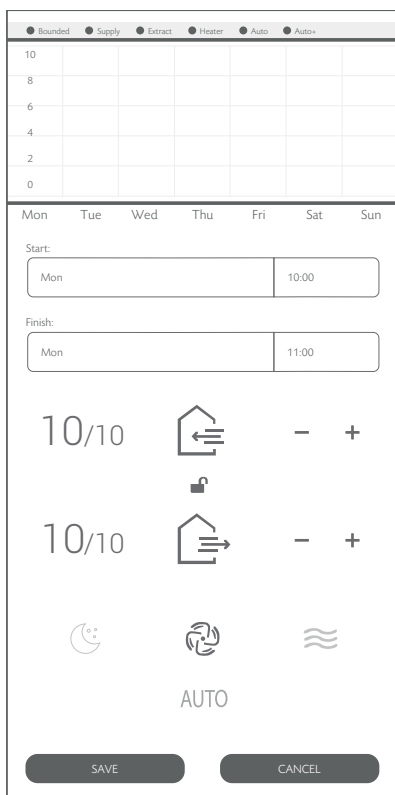 Bounded Supply Extract Heater Auto Auto+
10
8
6
4
2
0
Mon Tue Wed Thu Fri Sat Sun
Start:
Mon 10:00
Finish:
Mon 11:00
10/10 - +
10/10 - +
AUTO
SAVE CANCEL